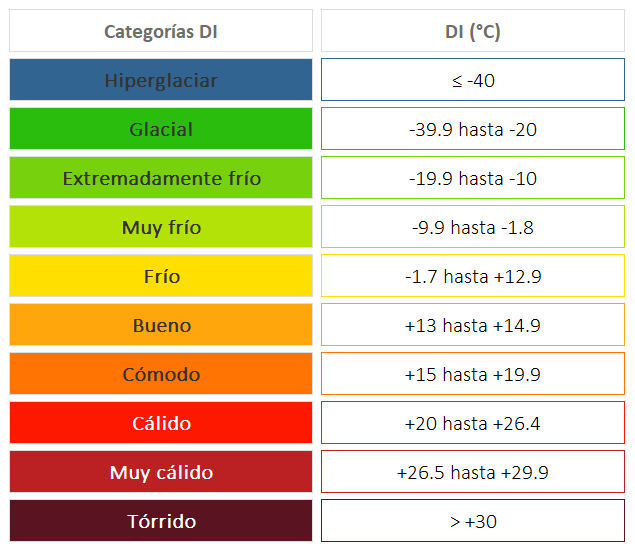 Categorías DI DI (°C)
Hiperglaciar ≤ -40
Glacial -39.9 hasta -20
Extremadamente frío -19.9 hasta -10
Muy frío -9.9 hasta -1.8
Frío -1.7 hasta +12.9
Bueno +13 hasta +14.9
Cómodo +15 hasta +19.9
Cálido +20 hasta +26.4
Muy cálido +26.5 hasta +29.9
Tórrido > +30